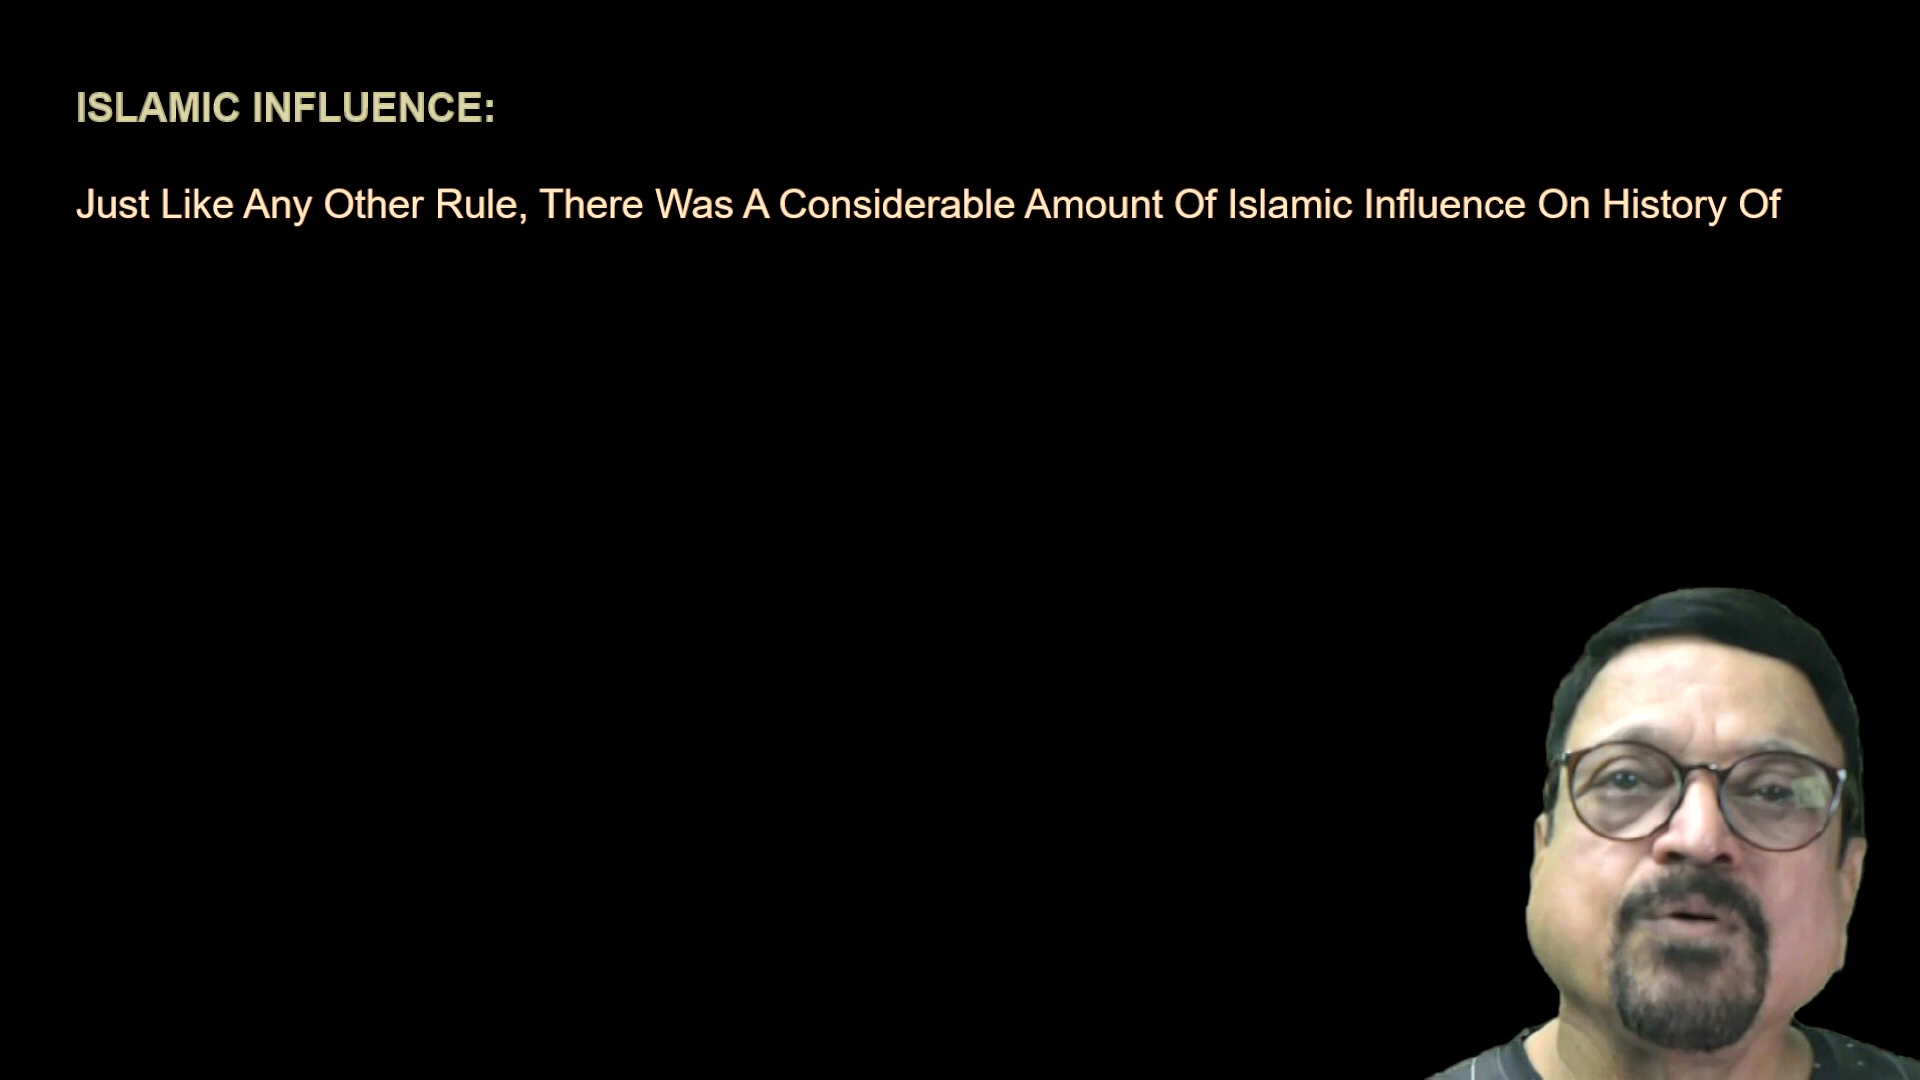 ISLAMIC INFLUENCE:
Just Like Any Other Rule, There Was A Considerable Amount Of Islamic Influence On History Of